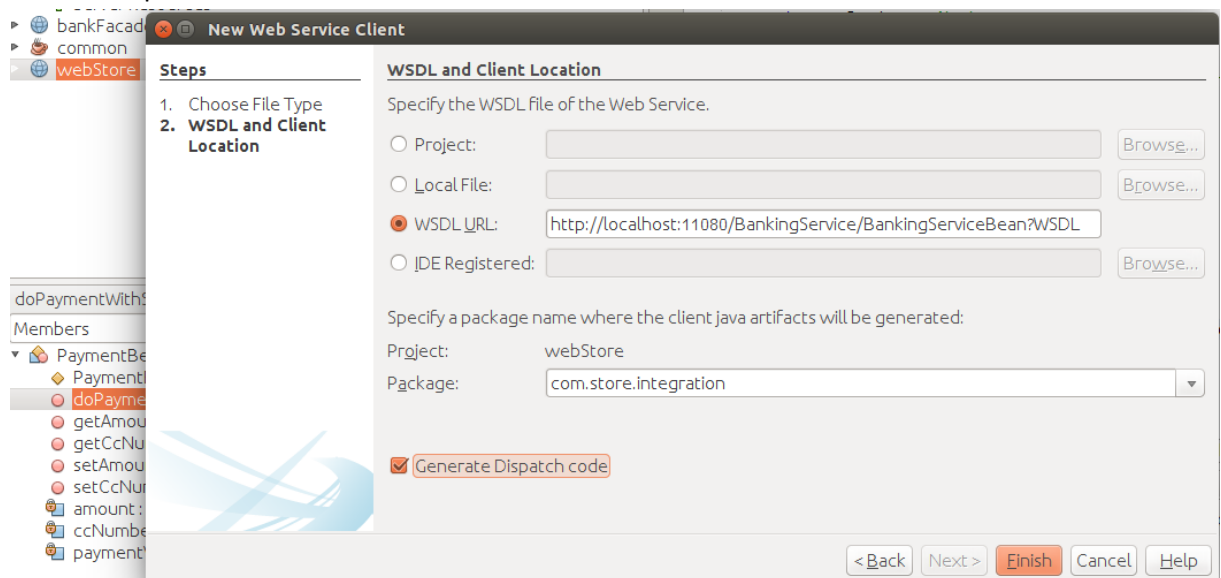 bankFacad
common
webStore
doPaymentWithS
Members
PaymentBe
Payment
doPayme
getAmou
getCcNu
setAmou
setCcNu
amount :
ccNumbe
payment
New Web Service Client
Steps
1. Choose File Type
2. WSDL and Client
Location
WSDL and Client Location
Specify the WSDL file of the Web Service.
Project:
Browse...
Local File:
Browse...
WSDL URL:
http://localhost:11080/BankingService/BankingServiceBean?WSDL
IDE Registered:
Browse...
Specify a package name where the client java artifacts will be generated:
Project: webStore
Package: com.store.integration
Generate Dispatch code
< Back Next > Finish Cancel Help